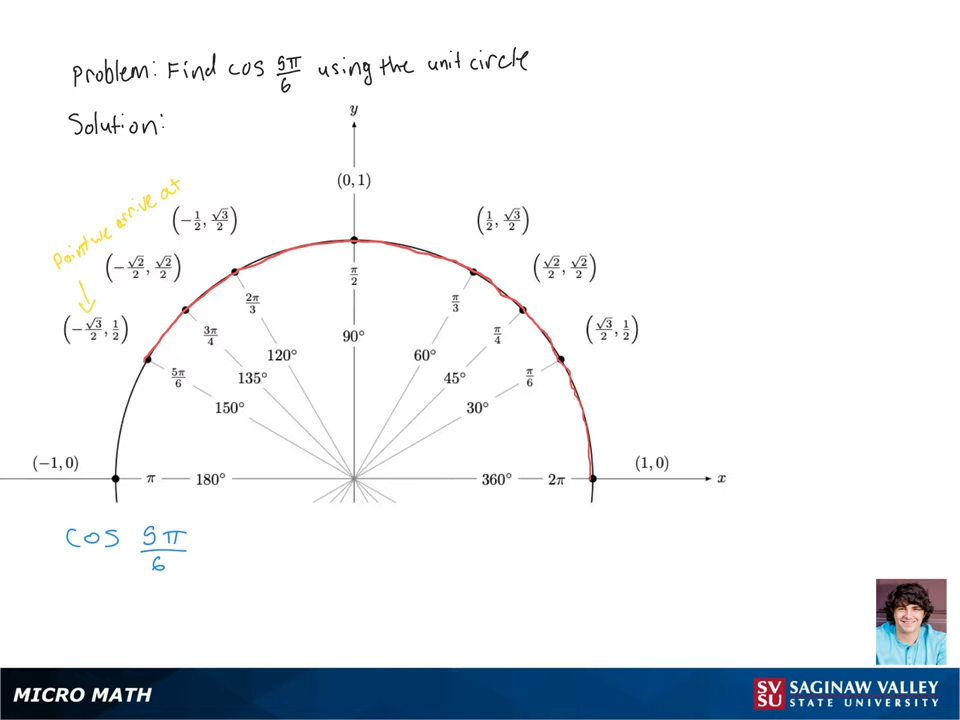 Problem: Find cos 5π/6 using the unit circle
Solution:
y
(0, 1)
point we arrive at
(-1/2, √3/2)
(1/2, √3/2)
(-√2/2, √2/2)
(√2/2, √2/2)
(-√3/2, 1/2)
(√3/2, 1/2)
π/2
2π/3
π/3
3π/4
π/4
90°
120°
60°
5π/6
135°
45°
π/6
150°
30°
(-1, 0)
(1, 0)
π 180° 360° 2π x
cos 5π/6
MICRO MATH
SVSU SAGINAW VALLEY
STATE UNIVERSITY